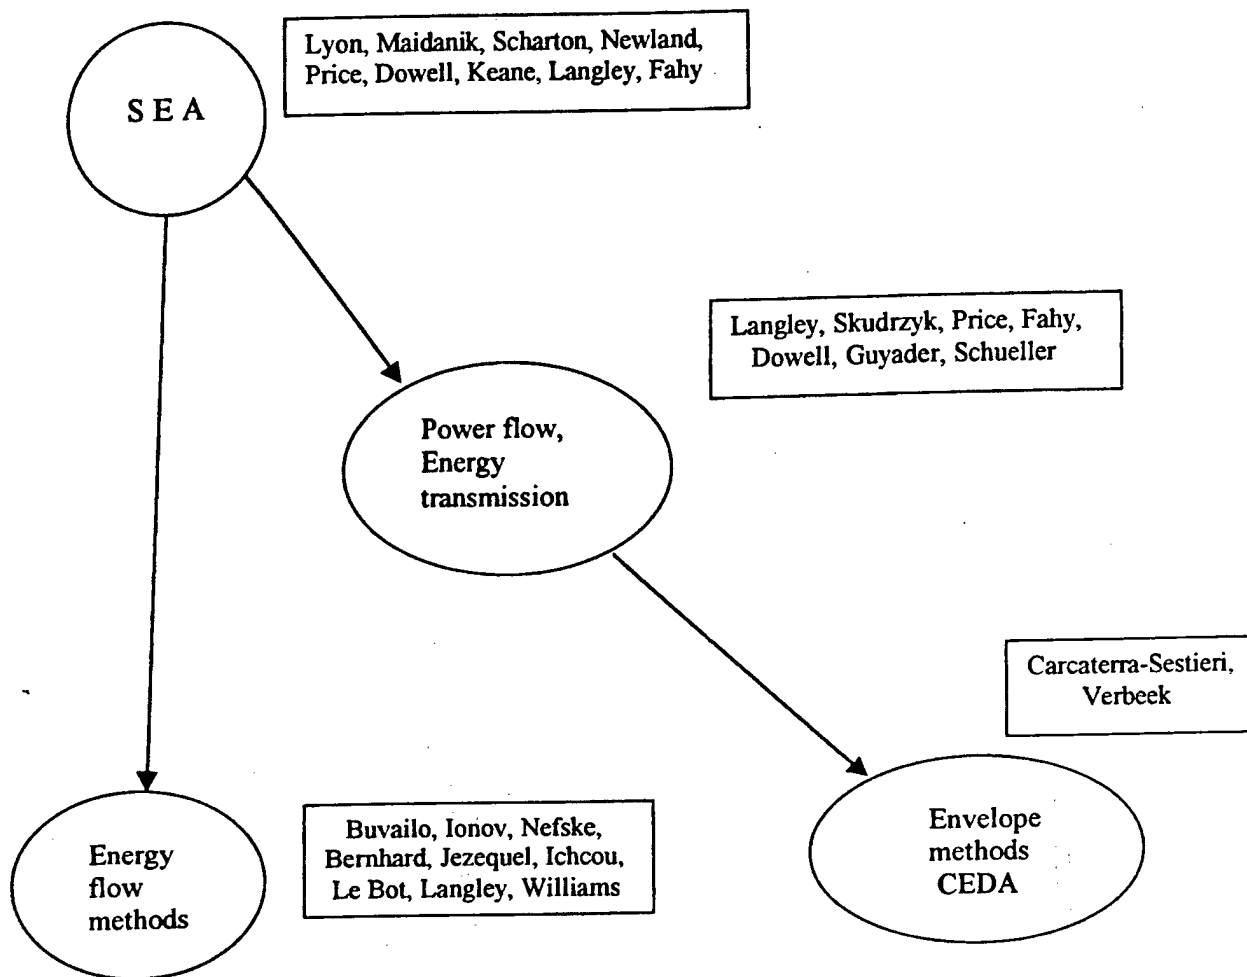 S E A
Lyon, Maidanik, Scharton, Newland,
Price, Dowell, Keane, Langley, Fahy
Langley, Skudrzyk, Price, Fahy,
Dowell, Guyader, Schueller
Power flow,
Energy
transmission
Carcaterra-Sestieri,
Verbeek
Envelope
methods
CEDA
Energy
flow
methods
Buvailo, Ionov, Nefske,
Bernhard, Jezequel, Ichcou,
Le Bot, Langley, Williams